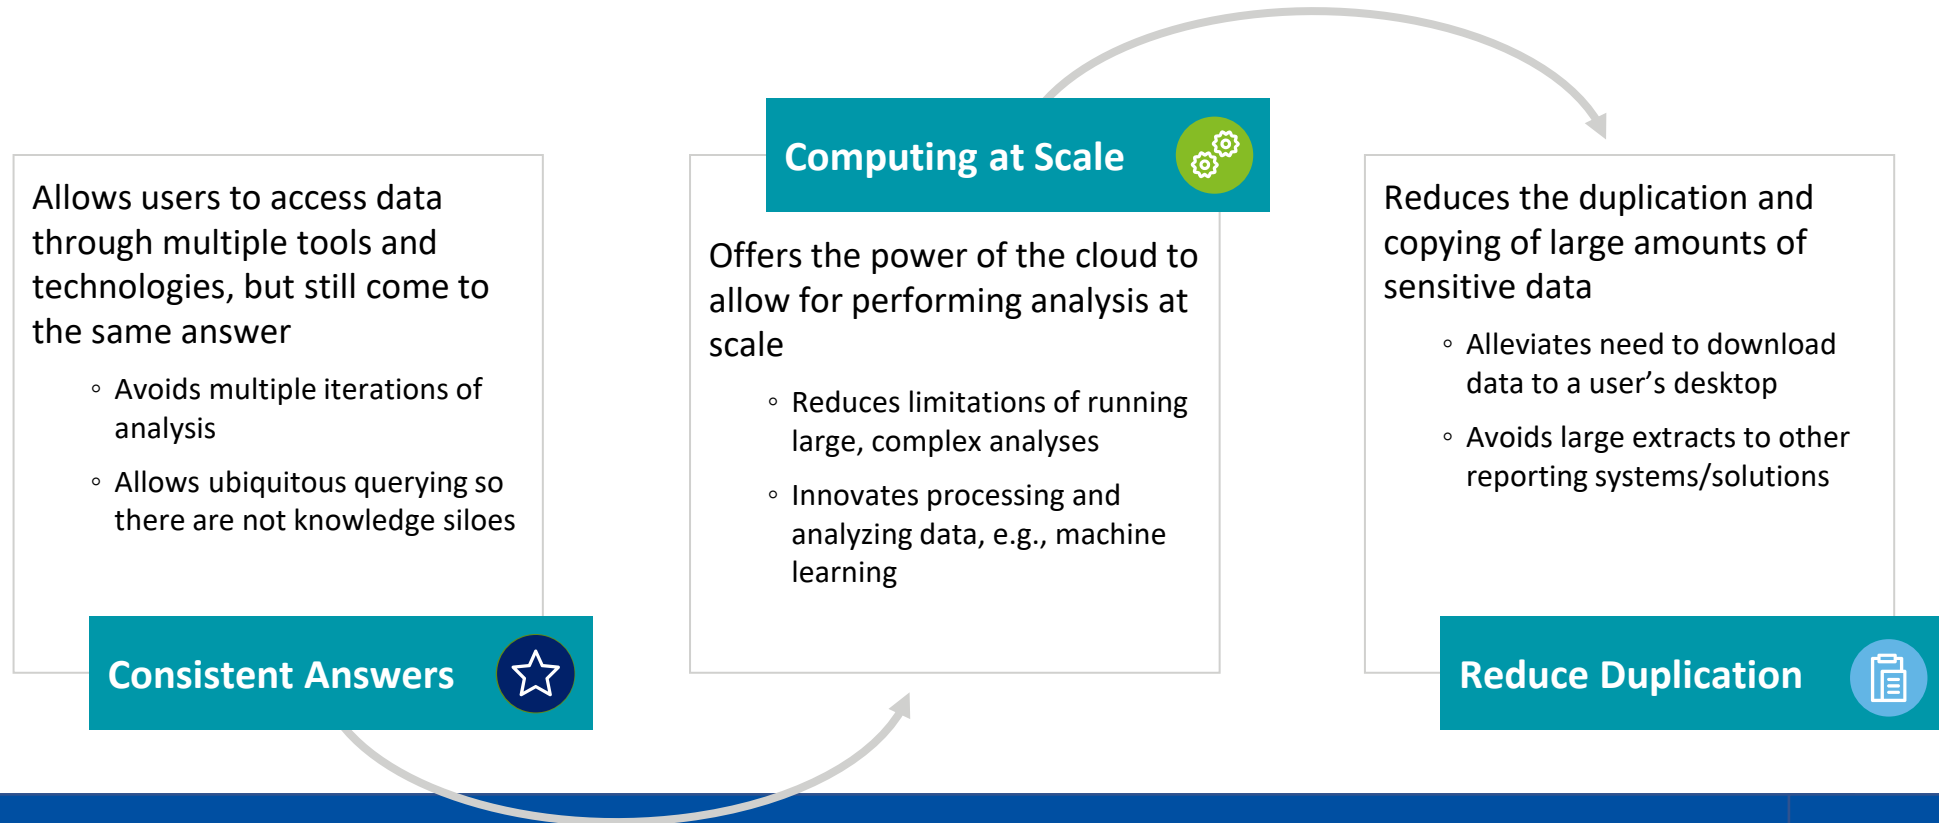 Allows users to access data
through multiple tools and
technologies, but still come to
the same answer
◦ Avoids multiple iterations of
analysis
◦ Allows ubiquitous querying so
there are not knowledge siloes
Consistent Answers
Computing at Scale
Offers the power of the cloud to
allow for performing analysis at
scale
◦ Reduces limitations of running
large, complex analyses
◦ Innovates processing and
analyzing data, e.g., machine
learning
Reduces the duplication and
copying of large amounts of
sensitive data
◦ Alleviates need to download
data to a user’s desktop
◦ Avoids large extracts to other
reporting systems/solutions
Reduce Duplication